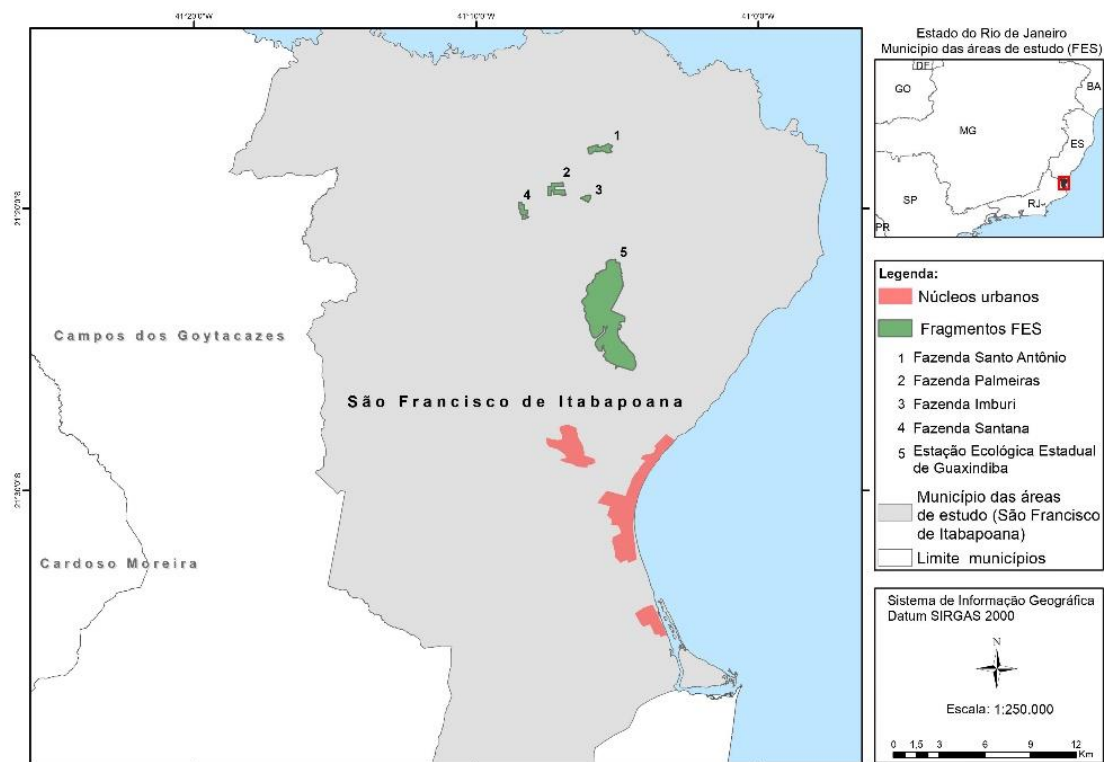 41°20'0"W
41°10'0"W
41°0'0"W
21°20'0"S
21°30'0"S
1
2
3
4
5
Campos dos Goytacazes
São Francisco de Itabapoana
Cardoso Moreira
Estado do Rio de Janeiro
Município das áreas de estudo (FES)
DF
GO
BA
MG
ES
SP
RJ
PR
Legenda:
Núcleos urbanos
Fragmentos FES
1 Fazenda Santo Antônio
2 Fazenda Palmeiras
3 Fazenda Imburi
4 Fazenda Santana
5 Estação Ecológica Estadual
de Guaxindiba
Município das áreas
de estudo (São Francisco
de Itabapoana)
Limite municípios
Sistema de Informação Geográfica
Datum SIRGAS 2000
N
Escala: 1:250.000
0 1,5 3 6 9 12
Km